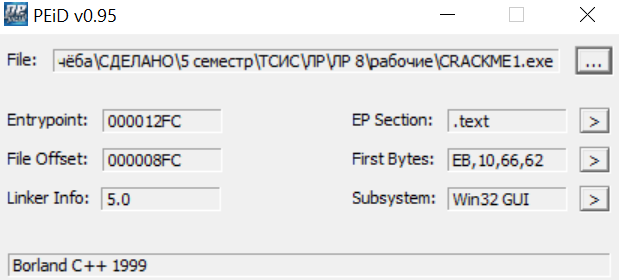 PEiD v0.95
File: чёба\СДЕЛАНО\5 семестр\ТСИС\ЛР\ЛР 8\рабочие\CRACKME1.exe ...
Entrypoint: 000012FC EP Section: .text >
File Offset: 000008FC First Bytes: EB,10,66,62 >
Linker Info: 5.0 Subsystem: Win32 GUI >
Borland C++ 1999